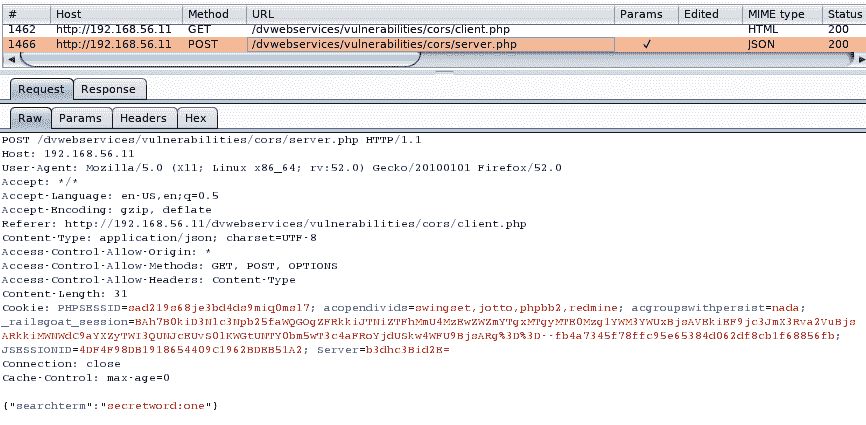 # Host Method URL Params Edited MIME type Status
1462 http://192.168.56.11 GET /dvwebservices/vulnerabilities/cors/client.php HTML 200
1466 http://192.168.56.11 POST /dvwebservices/vulnerabilities/cors/server.php ✓ JSON 200
Request Response
Raw Params Headers Hex
POST /dvwebservices/vulnerabilities/cors/server.php HTTP/1.1
Host: 192.168.56.11
User-Agent: Mozilla/5.0 (X11; Linux x86_64; rv:52.0) Gecko/20100101 Firefox/52.0
Accept: */*
Accept-Language: en-US,en;q=0.5
Accept-Encoding: gzip, deflate
Referer: http://192.168.56.11/dvwebservices/vulnerabilities/cors/client.php
Content-Type: application/json; charset=UTF-8
Access-Control-Allow-Origin: *
Access-Control-Allow-Methods: GET, POST, OPTIONS
Access-Control-Allow-Headers: Content-Type
Content-Length: 31
Cookie: PHPSESSID=sad219s68je3bd4ds9miq0ms17; acopendivids=swingset,jotto,phpbb2,redmine; acgroupswithpersist=nada;
JSESSIONID=4DF4F98DB1918654409C1962BDEB51A2; Server=b3dhc3Bid2E=
Connection: close
Cache-Control: max-age=0
{"searchterm":"secretword:one"}